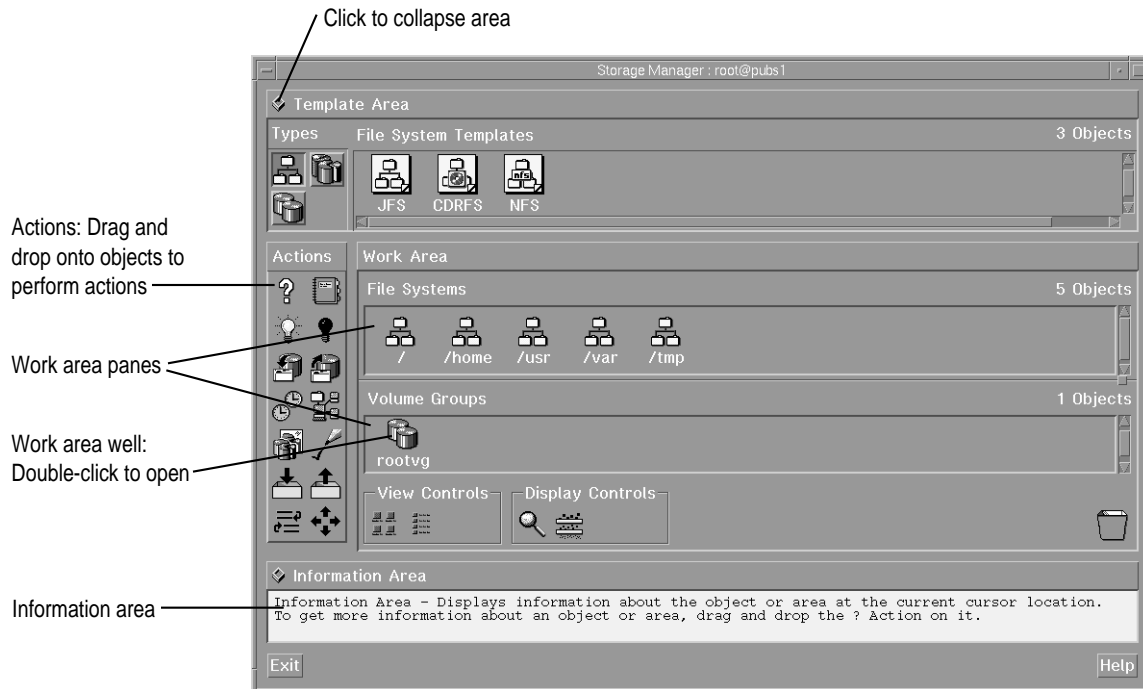 Click to collapse area
Storage Manager : root@pubs1
Template Area
Types
File System Templates
3 Objects
JFS
CDRFS
nfs
NFS
Actions: Drag and
drop onto objects to
perform actions
Actions
Work Area
?
File Systems
5 Objects
/
/home
/usr
/var
/tmp
Work area panes
Volume Groups
1 Objects
Work area well:
Double-click to open
rootvg
View Controls
Display Controls
Information Area
Information area
Information Area - Displays information about the object or area at the current cursor location.
To get more information about an object or area, drag and drop the ? Action on it.
Exit
Help